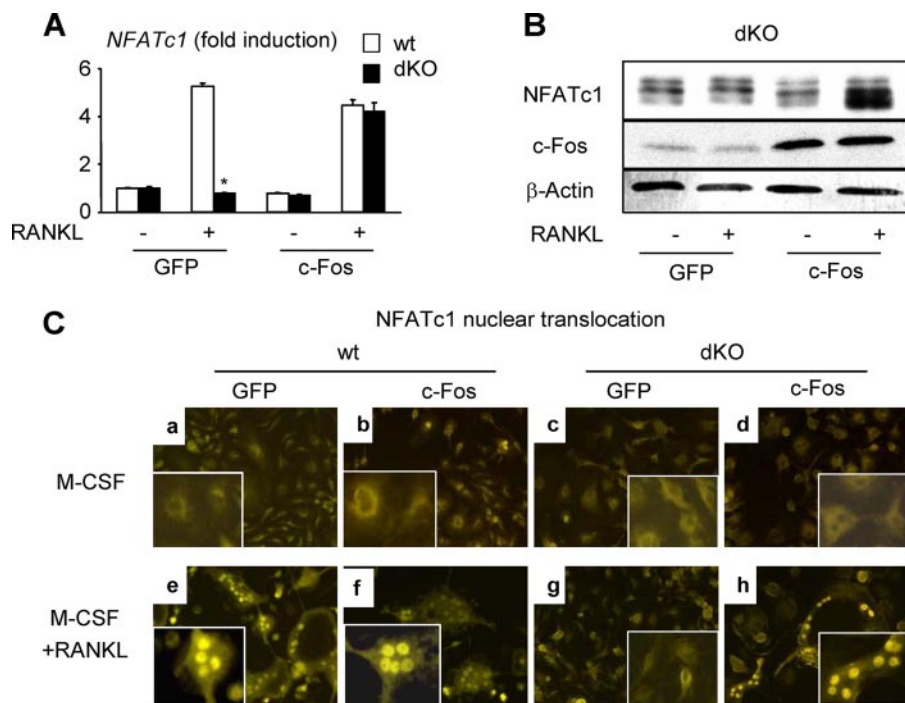 A
NFATc1 (fold induction)
wt
dKO
6
4
2
0
*
RANKL - + - +
GFP c-Fos
B
dKO
NFATc1
c-Fos
β-Actin
RANKL - + - +
GFP c-Fos
C
NFATc1 nuclear translocation
wt dKO
GFP c-Fos GFP c-Fos
a b c d
M-CSF
e f g h
M-CSF
+RANKL